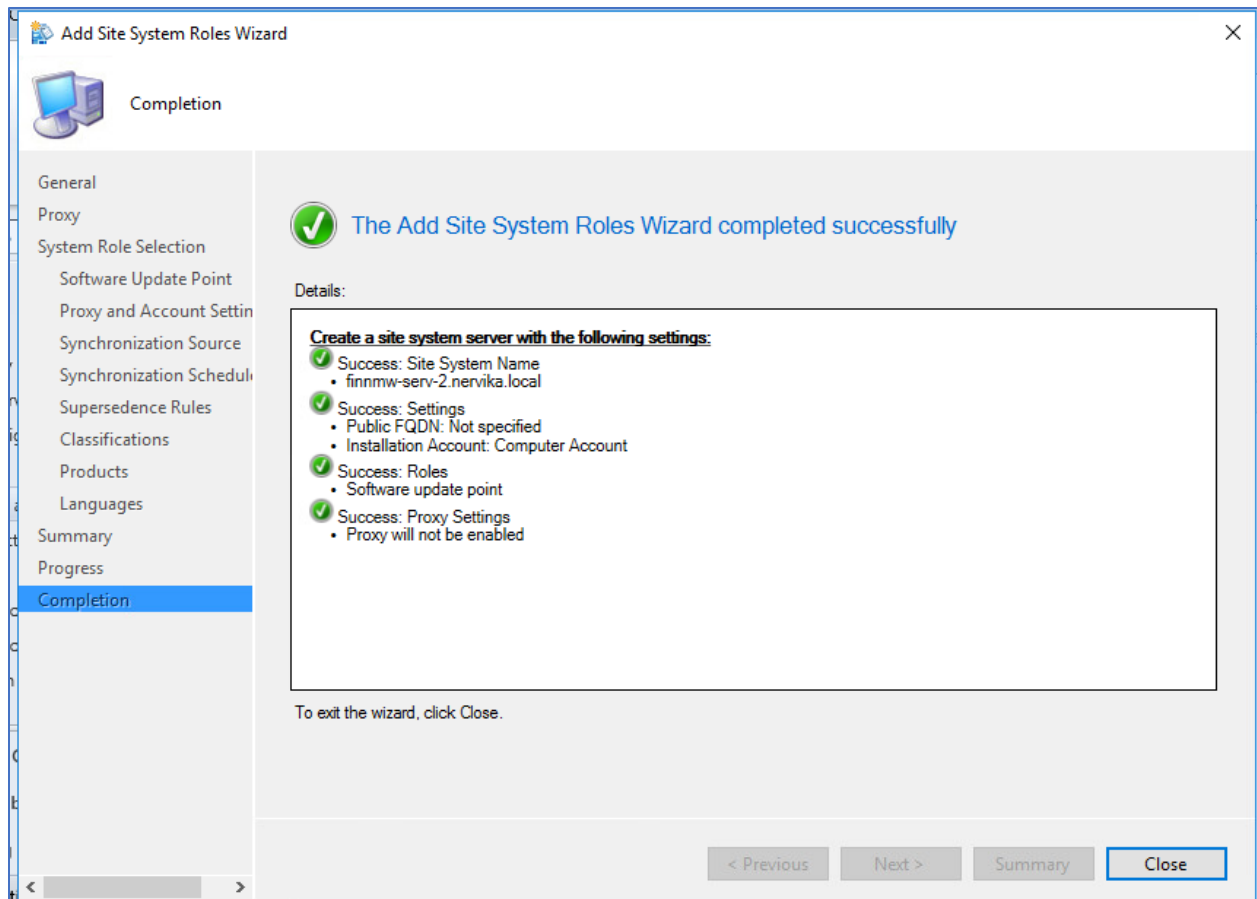 Add Site System Roles Wizard
Completion
General
Proxy
System Role Selection
Software Update Point
Proxy and Account Settin
Synchronization Source
Synchronization Schedul
Supersedence Rules
Classifications
Products
Languages
Summary
Progress
Completion
The Add Site System Roles Wizard completed successfully
Details:
Create a site system server with the following settings:
Success: Site System Name
• finnmw-serv-2.nervika.local
Success: Settings
• Public FQDN: Not specified
• Installation Account: Computer Account
Success: Roles
• Software update point
Success: Proxy Settings
• Proxy will not be enabled
To exit the wizard, click Close.
< Previous
Next >
Summary
Close